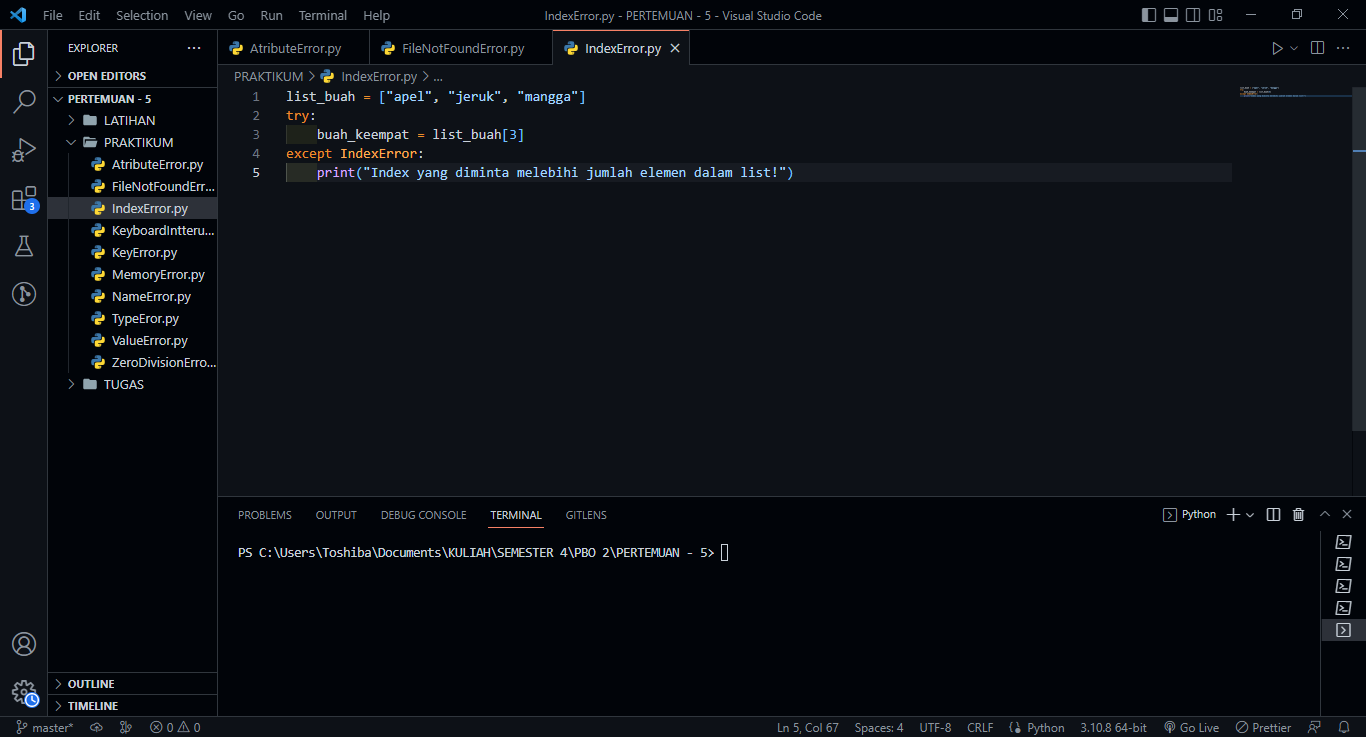 File Edit Selection View Go Run Terminal Help IndexError.py - PERTEMUAN - 5 - Visual Studio Code
EXPLORER
AtributeError.py FileNotFoundError.py IndexError.py
OPEN EDITORS
PERTEMUAN - 5
LATIHAN
PRAKTIKUM
AtributeError.py
FileNotFoundErr...
IndexError.py
KeyboardIntteru...
KeyError.py
MemoryError.py
NameError.py
TypeEror.py
ValueError.py
ZeroDivisionErro...
TUGAS
3
PRAKTIKUM > IndexError.py > ...
1 list_buah = ["apel", "jeruk", "mangga"]
2 try:
3 buah_keempat = list_buah[3]
4 except IndexError:
5 print("Index yang diminta melebihi jumlah elemen dalam list!")
PROBLEMS OUTPUT DEBUG CONSOLE TERMINAL GITLENS Python
PS C:\Users\Toshiba\Documents\KULIAH\SEMESTER 4\PBO 2\PERTEMUAN - 5>
OUTLINE
TIMELINE
master* 0 0 Ln 5, Col 67 Spaces: 4 UTF-8 CRLF Python 3.10.8 64-bit Go Live Prettier